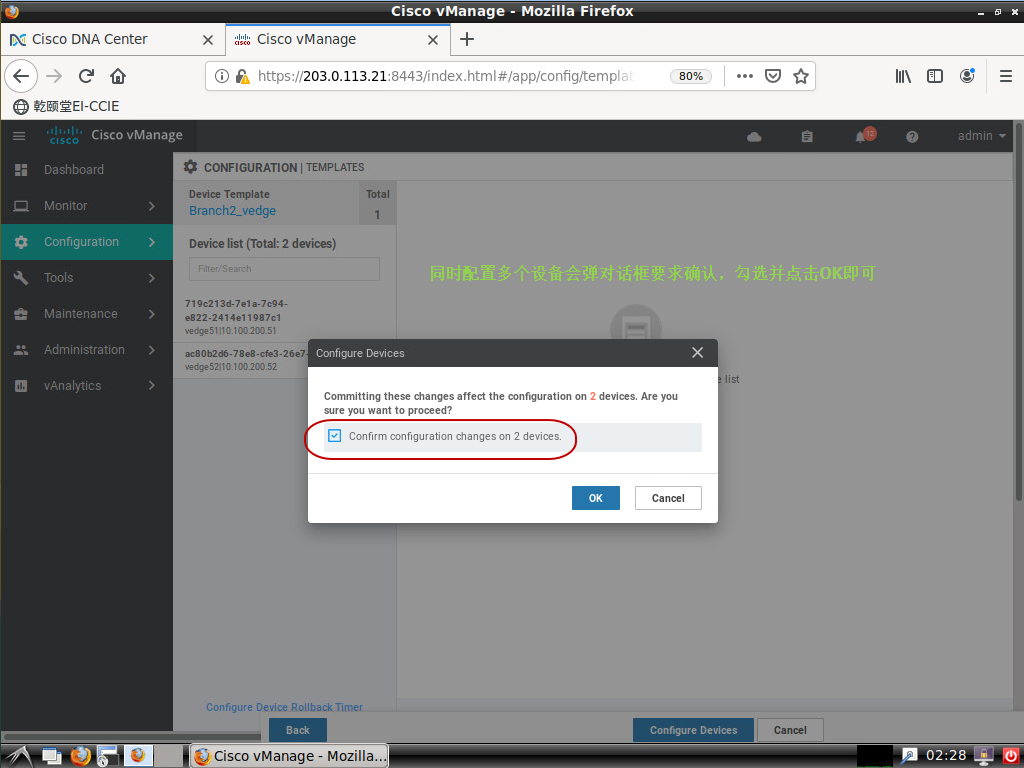 Cisco vManage - Mozilla Firefox
Cisco DNA Center
Cisco vManage
https://203.0.113.21:8443/index.html#/app/config/templat
80%
乾颐堂EI-CCIE
CISCO
Cisco vManage
12
admin
Dashboard
Monitor
Configuration
Tools
Maintenance
Administration
vAnalytics
CONFIGURATION | TEMPLATES
Device Template
Branch2_vedge
Total
1
Device list (Total: 2 devices)
Filter/Search
719c213d-7e1a-7c94-
e822-2414e11987c1
vedge51|10.100.200.51
ac80b2d6-78e8-cfe3-26e7-
vedge52|10.100.200.52
同时配置多个设备会弹对话框要求确认，勾选并点击OK即可
list
Configure Devices
Committing these changes affect the configuration on 2 devices. Are you
sure you want to proceed?
Confirm configuration changes on 2 devices.
OK
Cancel
Configure Device Rollback Timer
Back
Configure Devices
Cancel
Cisco vManage - Mozilla...
02:28